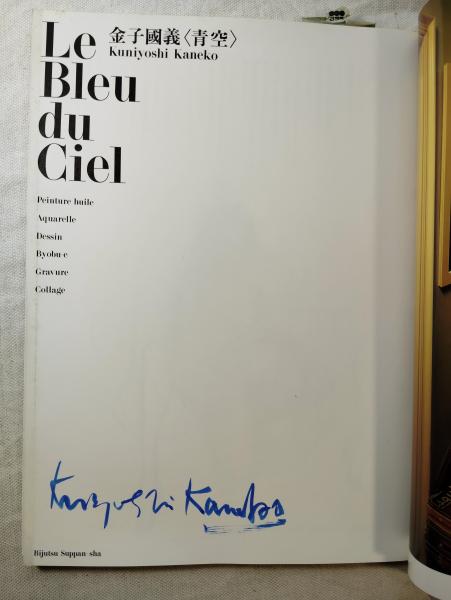 Le
Bleu
du
Ciel
金子國義〈青空〉
Kuniyoshi Kaneko
Peinture huile
Aquarelle
Dessin
Byobu-e
Gravure
Collage
Kuniyoshi Kaneko
Bijutsu Suppan-sha